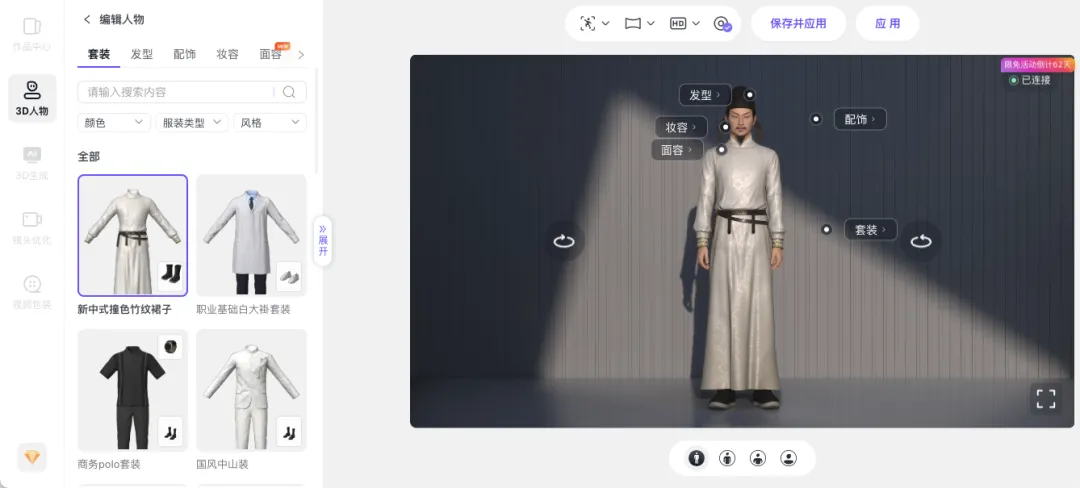 作品中心
3D人物
AI
3D生成
镜头优化
视频包装
编辑人物
套装
发型
配饰
妆容
面容
NEW
请输入搜索内容
颜色
服装类型
风格
全部
新中式撞色竹纹裙子
职业基础白大褂套装
商务polo套装
国风中山装
展开
HD
保存并应用
应 用
限免活动倒计62天
已连接
发型
妆容
面容
配饰
套装